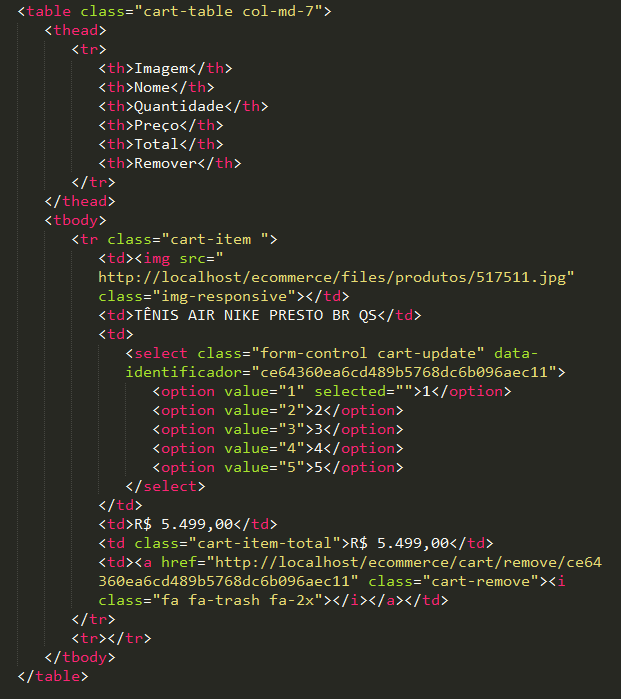 <table class="cart-table col-md-7">
<thead>
<tr>
<th>Imagem</th>
<th>Nome</th>
<th>Quantidade</th>
<th>Preço</th>
<th>Total</th>
<th>Remover</th>
</tr>
</thead>
<tbody>
<tr class="cart-item ">
<td><img src="
http://localhost/ecommerce/files/produtos/517511.jpg"
class="img-responsive"></td>
<td>TÊNIS AIR NIKE PRESTO BR QS</td>
<td>
<select class="form-control cart-update" data-
identificador="ce64360ea6cd489b5768dc6b096aec11">
<option value="1" selected="">1</option>
<option value="2">2</option>
<option value="3">3</option>
<option value="4">4</option>
<option value="5">5</option>
</select>
</td>
<td>R$ 5.499,00</td>
<td class="cart-item-total">R$ 5.499,00</td>
<td><a href="http://localhost/ecommerce/cart/remove/ce64
360ea6cd489b5768dc6b096aec11" class="cart-remove"><i
class="fa fa-trash fa-2x"></i></a></td>
</tr>
<tr></tr>
</tbody>
</table>